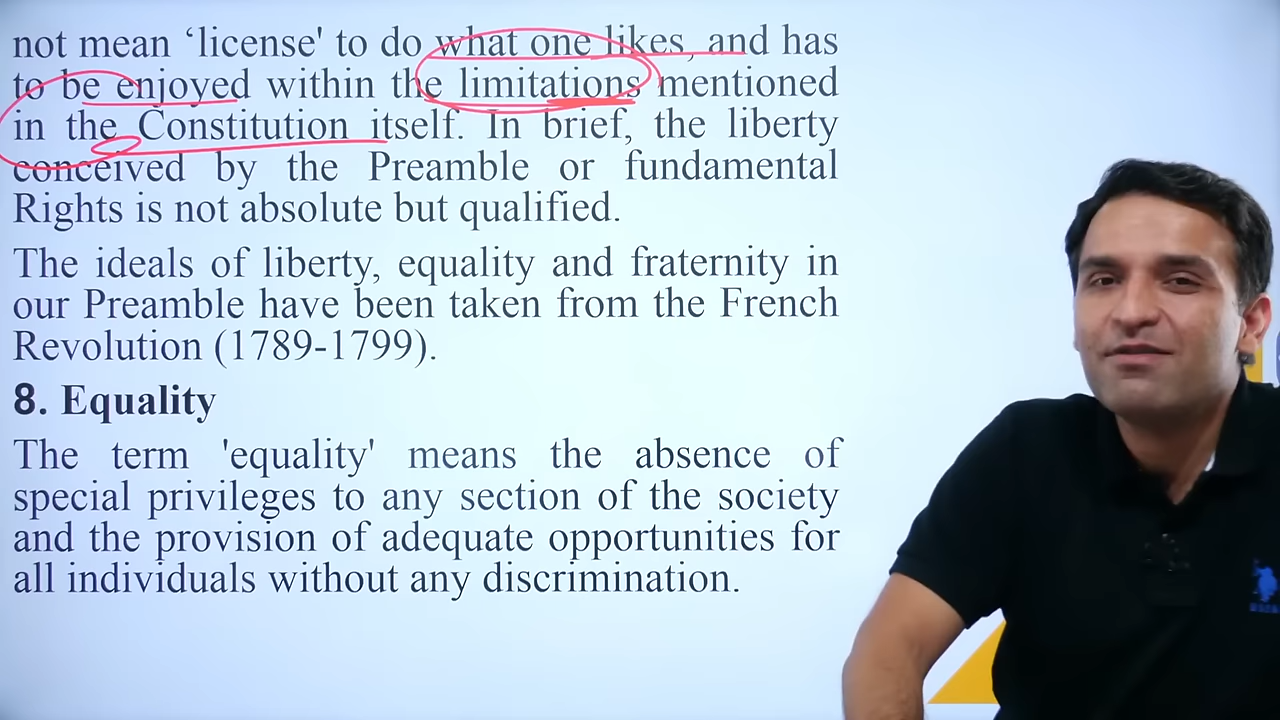 not mean ‘license' to do what one likes, and has
to be enjoyed within the limitations mentioned
in the Constitution itself. In brief, the liberty
conceived by the Preamble or fundamental
Rights is not absolute but qualified.
The ideals of liberty, equality and fraternity in
our Preamble have been taken from the French
Revolution (1789-1799).
8. Equality
The term 'equality' means the absence of
special privileges to any section of the society
and the provision of adequate opportunities for
all individuals without any discrimination.